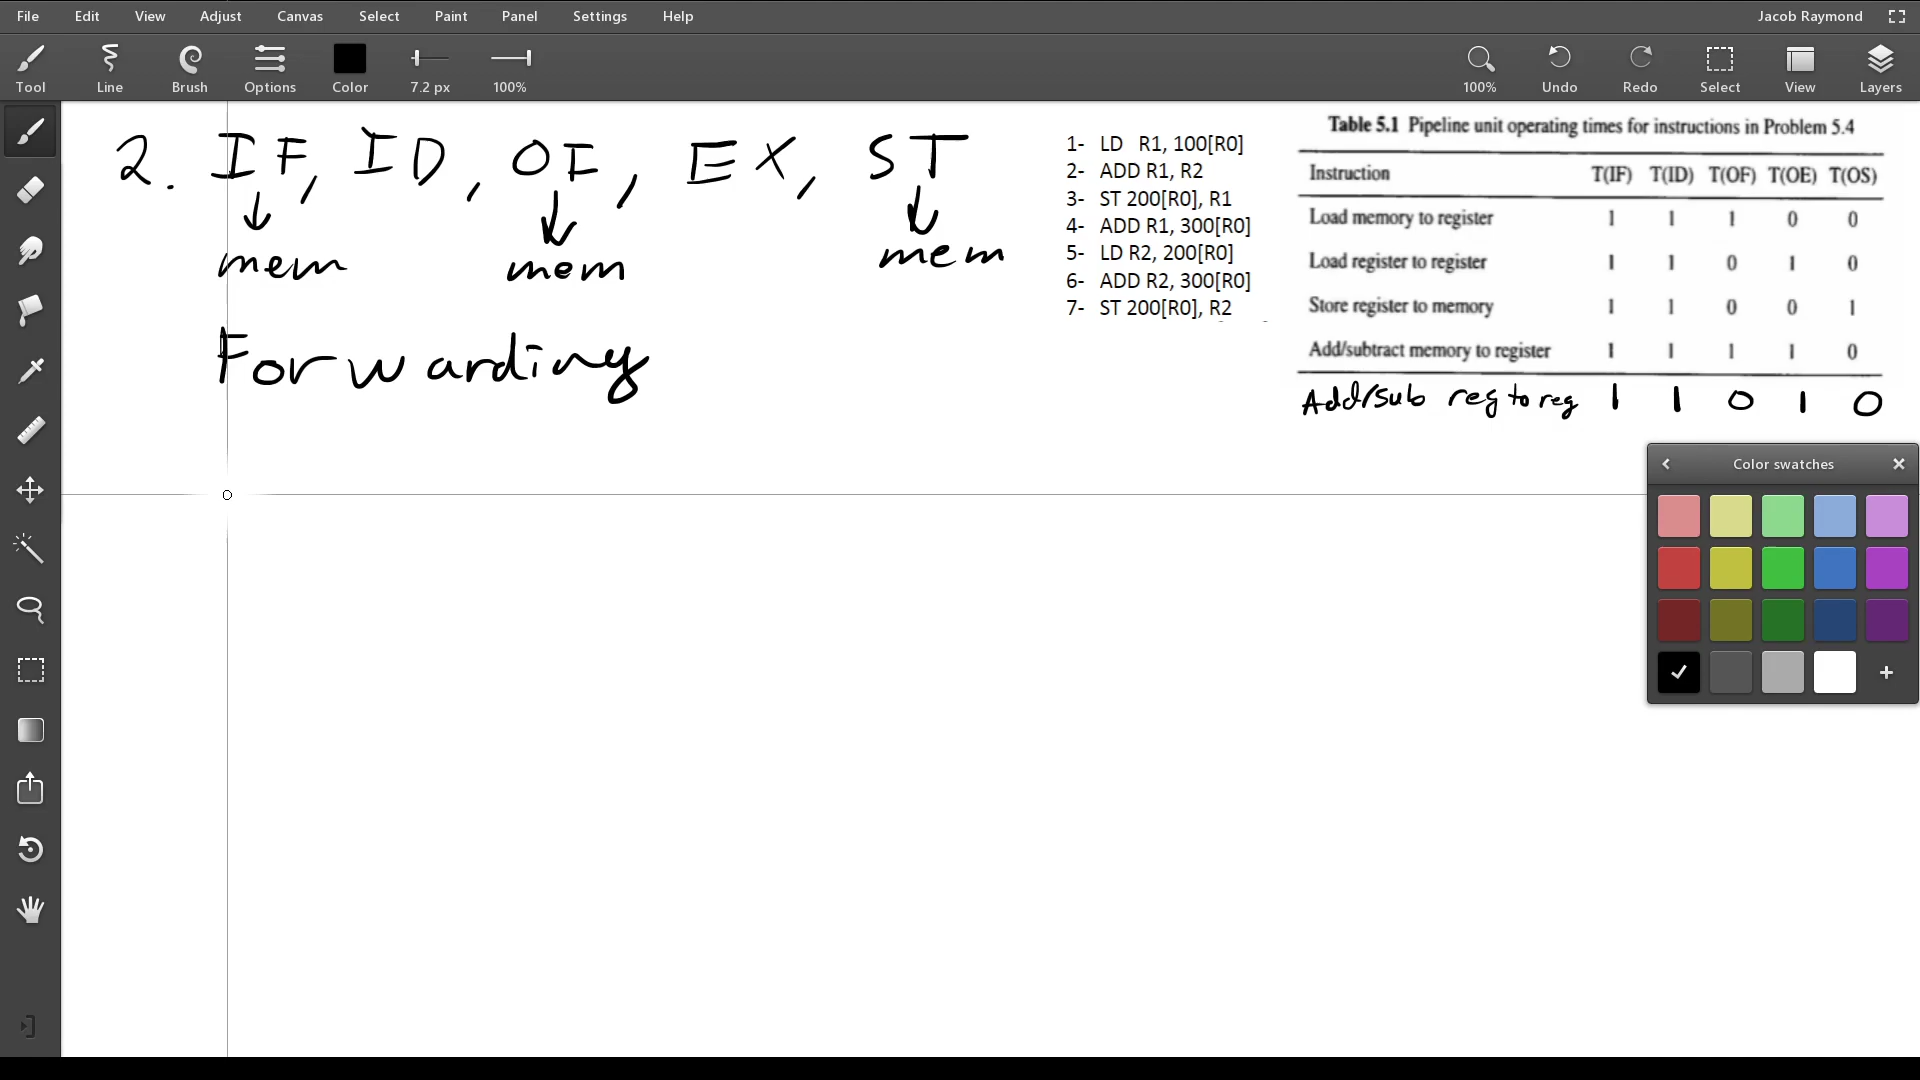 File Edit View Adjust Canvas Select Paint Panel Settings Help Jacob Raymond
Tool Line Brush Options Color 7.2 px 100% 100% Undo Redo Select View Layers
2. IF, ID, OF, EX, ST
mem mem mem
Forwarding
1- LD R1, 100[R0]
2- ADD R1, R2
3- ST 200[R0], R1
4- ADD R1, 300[R0]
5- LD R2, 200[R0]
6- ADD R2, 300[R0]
7- ST 200[R0], R2
Table 5.1 Pipeline unit operating times for instructions in Problem 5.4
Instruction T(IF) T(ID) T(OF) T(OE) T(OS)
Load memory to register 1 1 1 0 0
Load register to register 1 1 0 1 0
Store register to memory 1 1 0 0 1
Add/subtract memory to register 1 1 1 1 0
Add/sub reg to reg 1 1 0 1 0
Color swatches